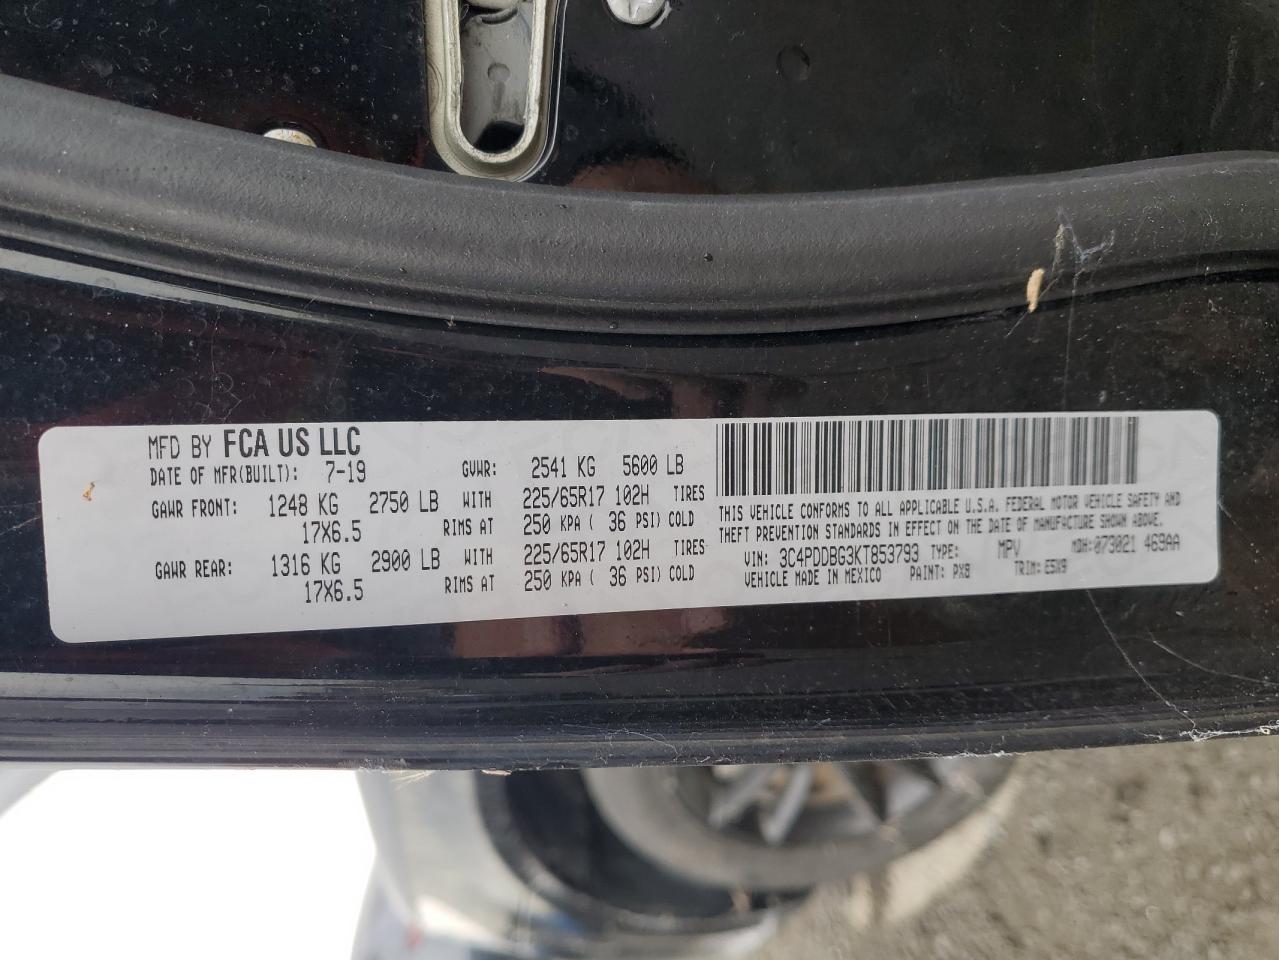 MFD BY FCA US LLC
DATE OF MFR(BUILT): 7-19 GVWR: 2541 KG 5600 LB
GAWR FRONT: 1248 KG 2750 LB WITH 225/65R17 102H TIRES
17X6.5 RIMS AT 250 KPA ( 36 PSI) COLD
GAWR REAR: 1316 KG 2900 LB WITH 225/65R17 102H TIRES
17X6.5 RIMS AT 250 KPA ( 36 PSI) COLD
THIS VEHICLE CONFORMS TO ALL APPLICABLE U.S.A. FEDERAL MOTOR VEHICLE SAFETY AND
THEFT PREVENTION STANDARDS IN EFFECT ON THE DATE OF MANUFACTURE SHOWN ABOVE.
VIN: 3C4PDDBG3KT853793 TYPE: MPV MDH: 073021 469AA
VEHICLE MADE IN MEXICO PAINT: PX8 TRIM: E5X9